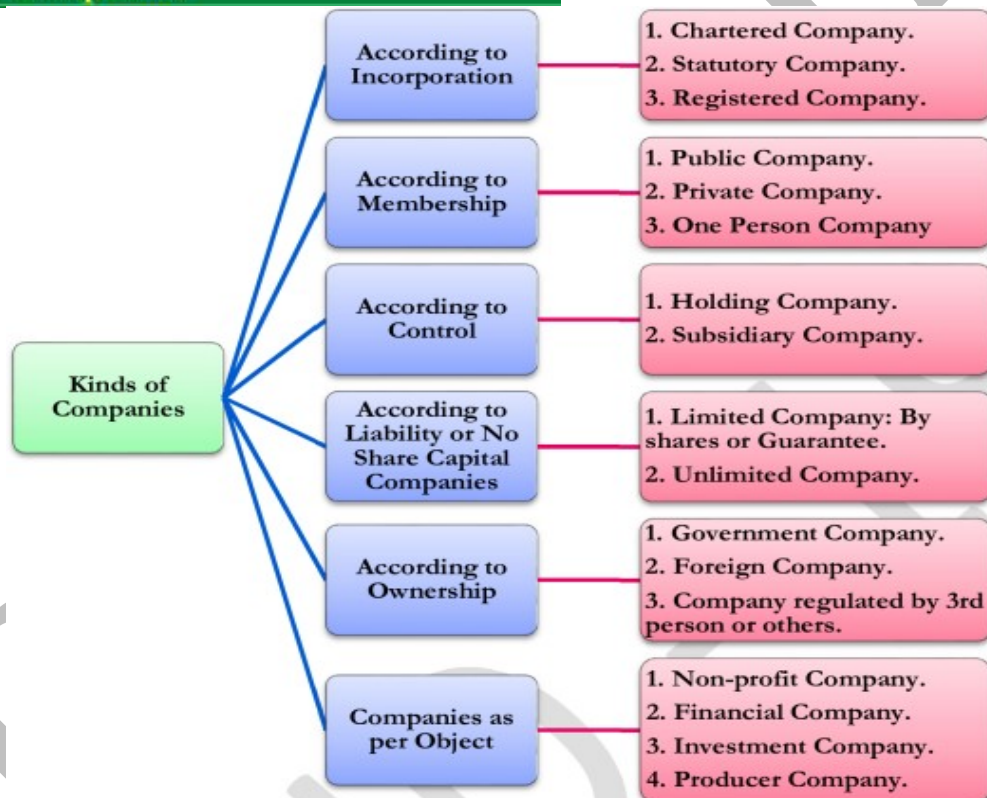 Kinds of
Companies
According to
Incorporation
1. Chartered Company.
2. Statutory Company.
3. Registered Company.
According to
Membership
1. Public Company.
2. Private Company.
3. One Person Company
According to
Control
1. Holding Company.
2. Subsidiary Company.
According to
Liability or No
Share Capital
Companies
1. Limited Company: By
shares or Guarantee.
2. Unlimited Company.
According to
Ownership
1. Government Company.
2. Foreign Company.
3. Company regulated by 3rd
person or others.
Companies as
per Object
1. Non-profit Company.
2. Financial Company.
3. Investment Company.
4. Producer Company.